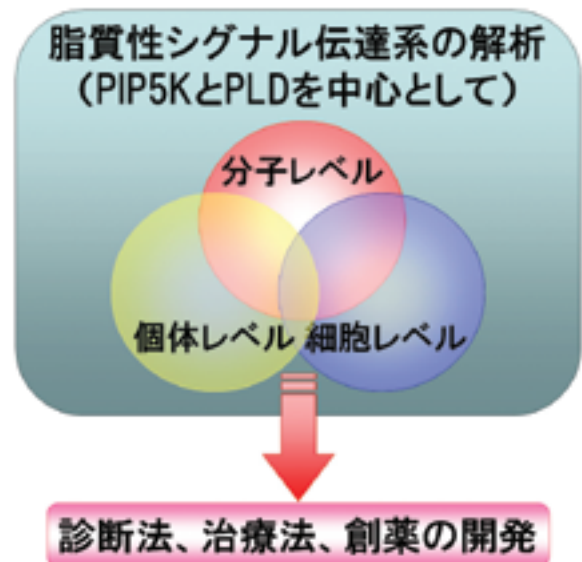 脂質性シグナル伝達系の解析
（PIP5KとPLDを中心として）
分子レベル
個体レベル 細胞レベル
診断法、治療法、創薬の開発